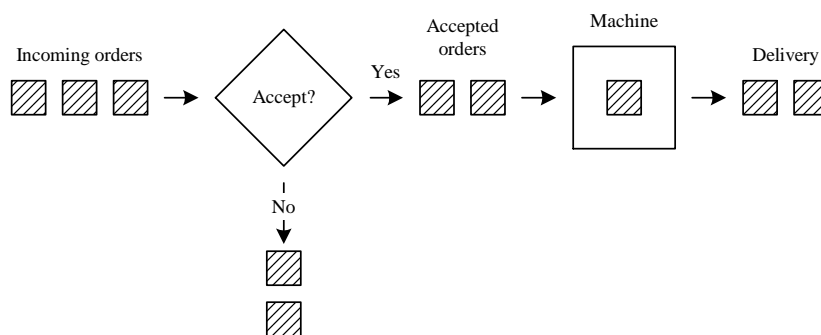 Incoming orders
Accept?
Yes
Accepted
orders
Machine
Delivery
No